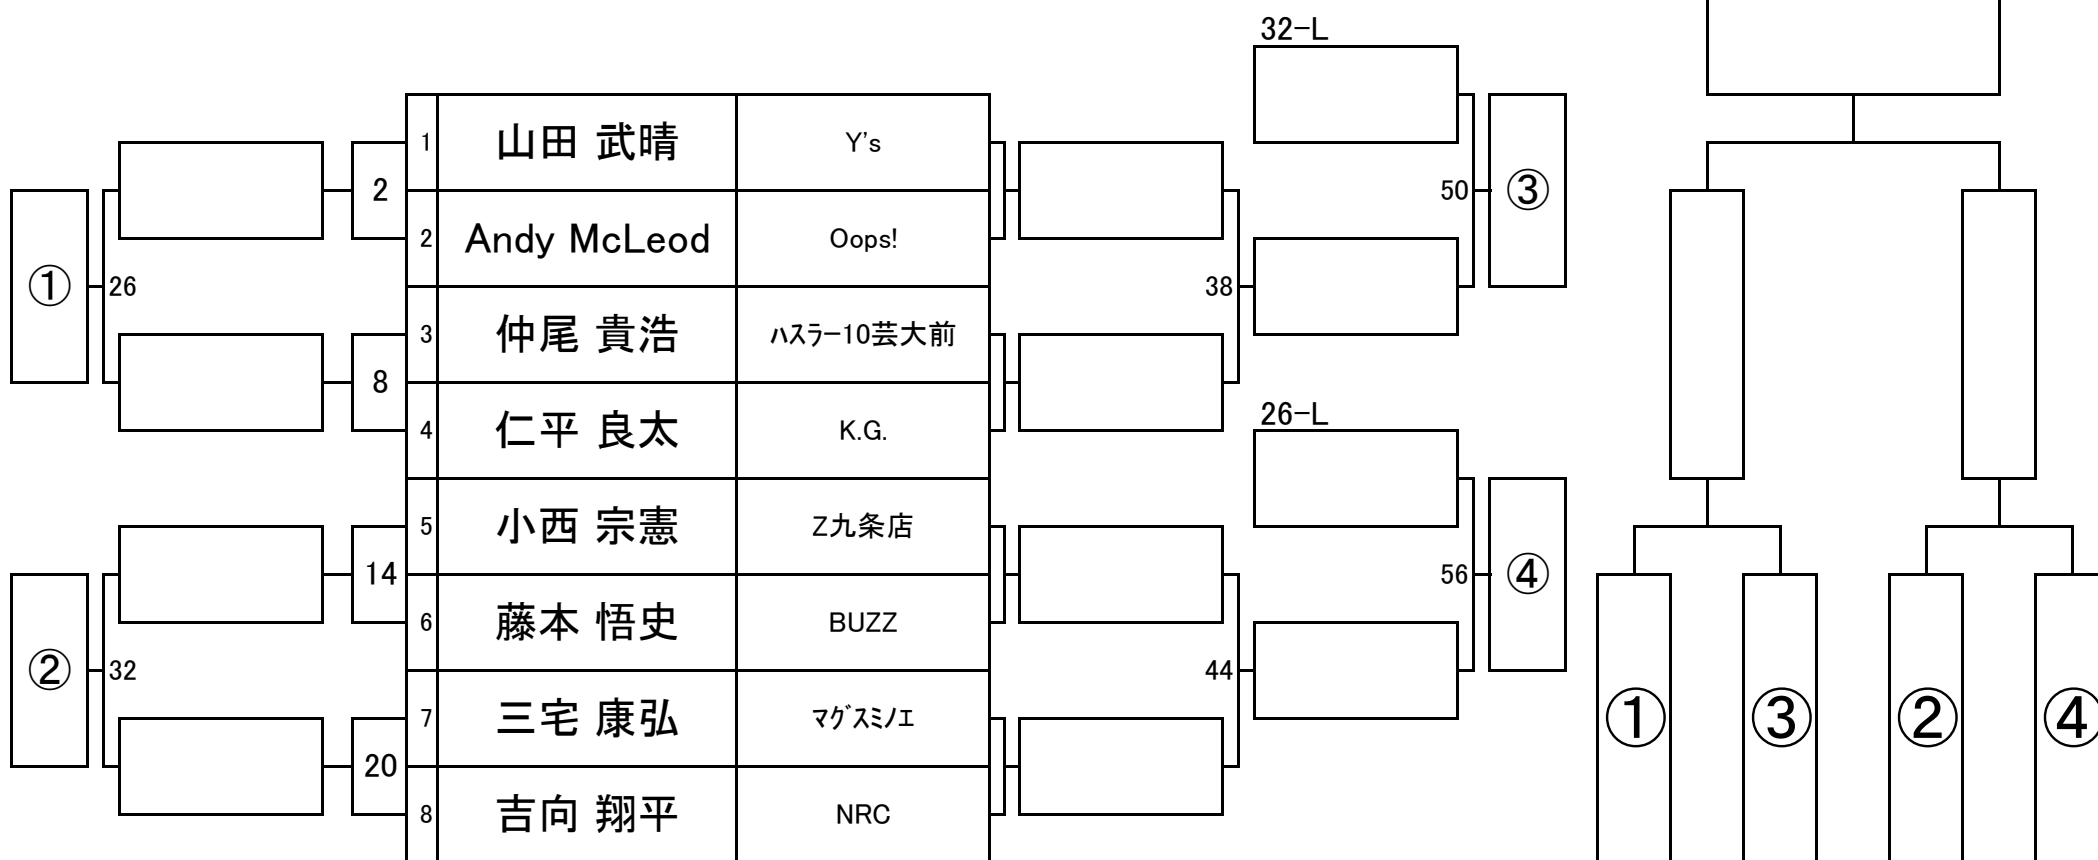 32-L
1 山田 武晴 Y's
2
50 ③
2 Andy McLeod Oops!
① 26
38
3 仲尾 貴浩 ﾊｽﾗｰ10芸大前
8
26-L
4 仁平 良太 K.G.
5 小西 宗憲 Z九条店
14
56 ④
6 藤本 悟史 BUZZ
② 32
44
7 三宅 康弘 ﾏｸﾞｽﾐﾉｴ
① ③ ② ④
20
8 吉向 翔平 NRC